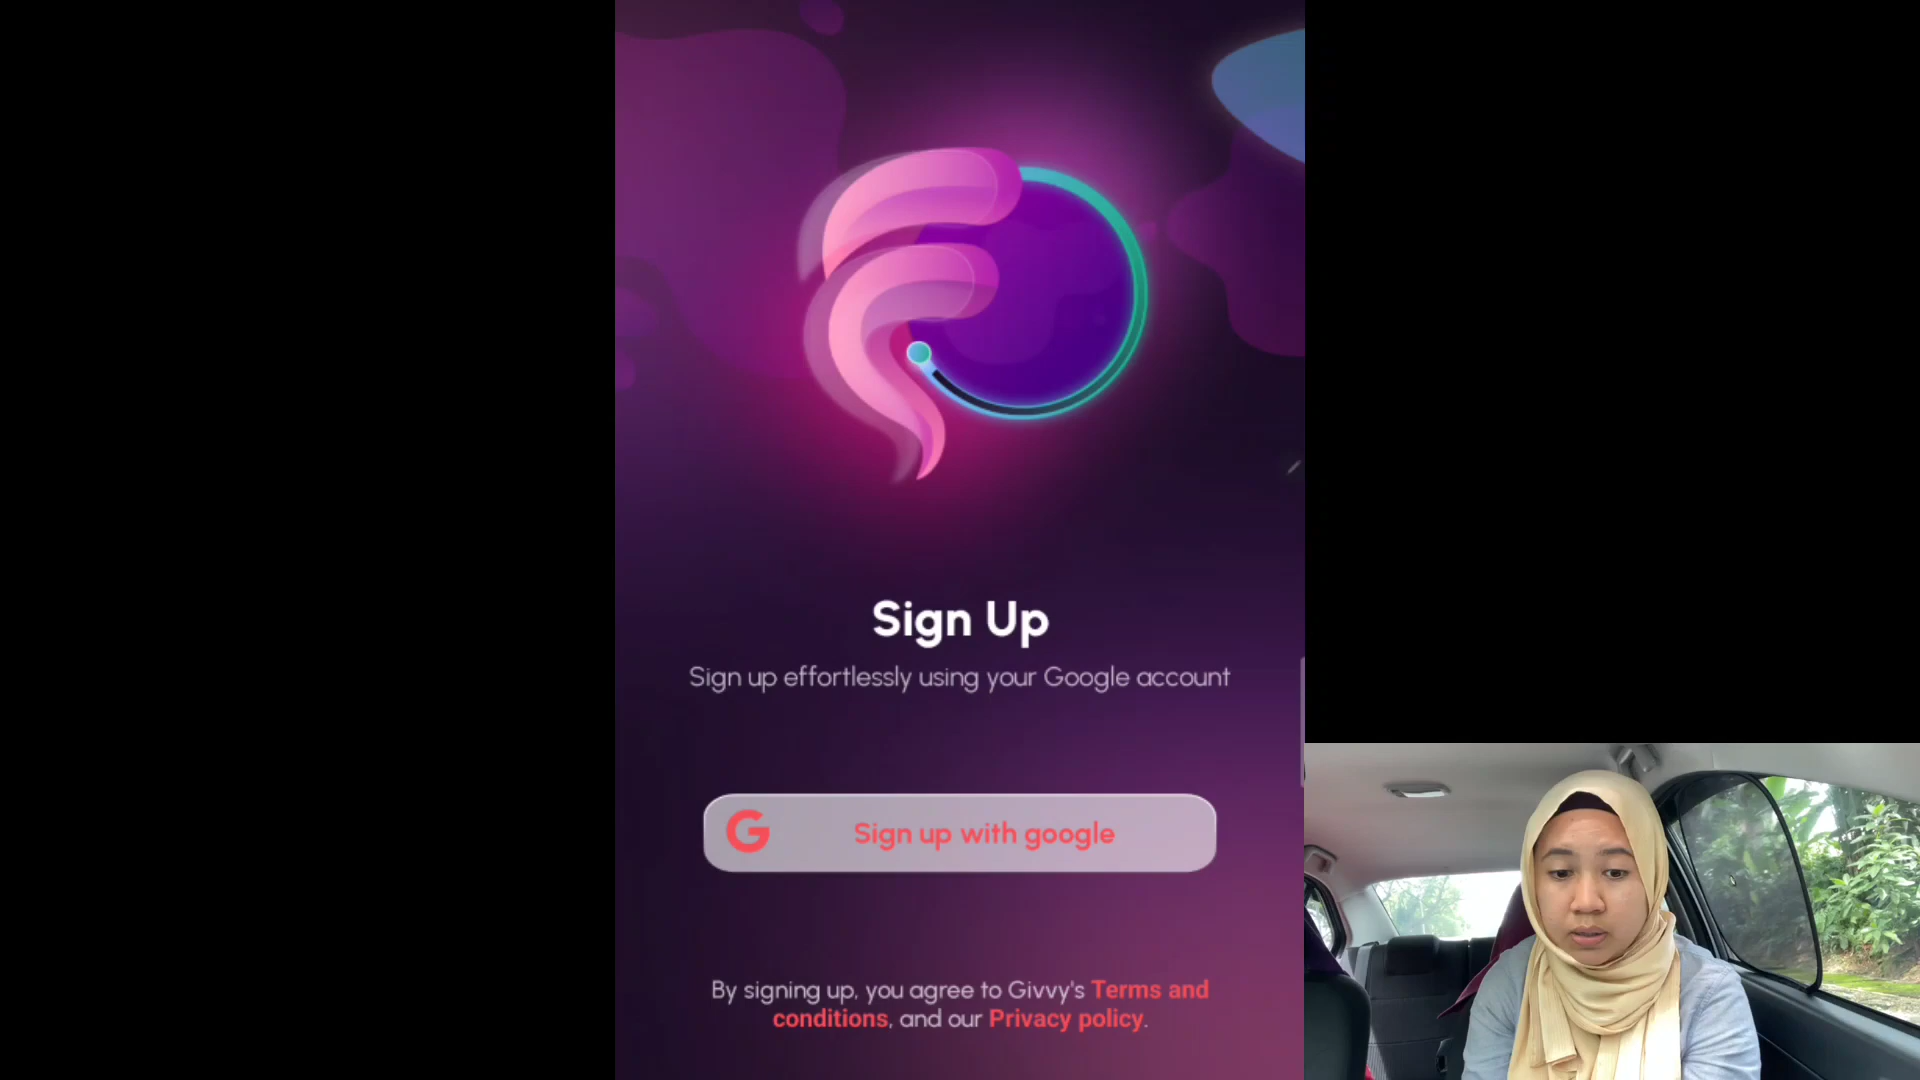 Sign Up
Sign up effortlessly using your Google account
G Sign up with google
By signing up, you agree to Givvy's Terms and
conditions, and our Privacy policy.